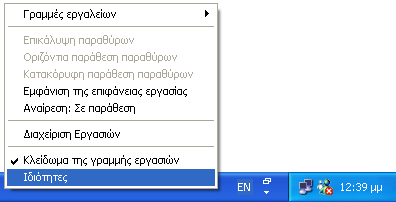 Γραμμές εργαλείων
Επικάλυψη παραθύρων
Οριζόντια παράθεση παραθύρων
Κατακόρυφη παράθεση παραθύρων
Εμφάνιση της επιφάνειας εργασίας
Αναίρεση: Σε παράθεση
Διαχείριση Εργασιών
Κλείδωμα της γραμμής εργασιών
Ιδιότητες
EN
12:39 μμ